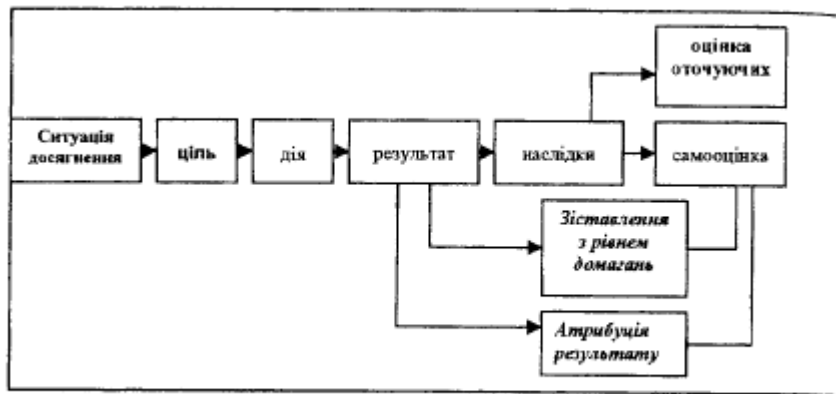 оцінка
оточуючих
Ситуація
досягнення
ціль
дія
результат
наслідки
самооцінка
Зіставлення
з рівнем
домагань
Атрибуція
результату